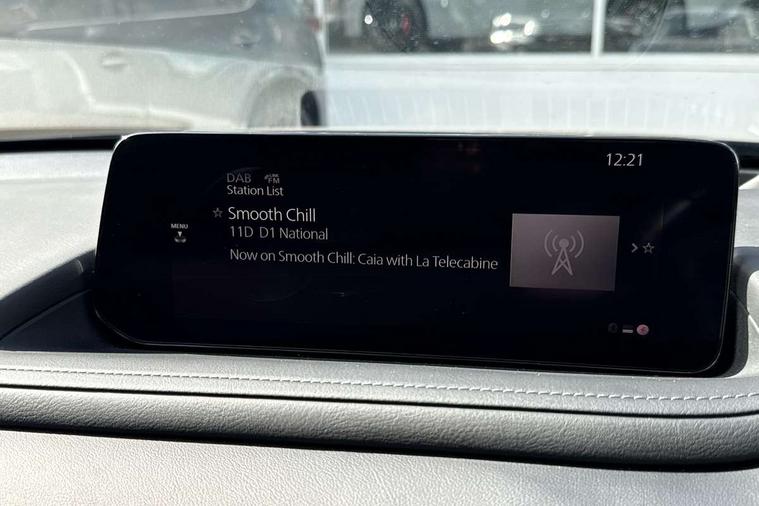 12:21
DAB LINK FM
Station List
Smooth Chill
MENU
11D D1 National
Now on Smooth Chill: Caia with La Telecabine